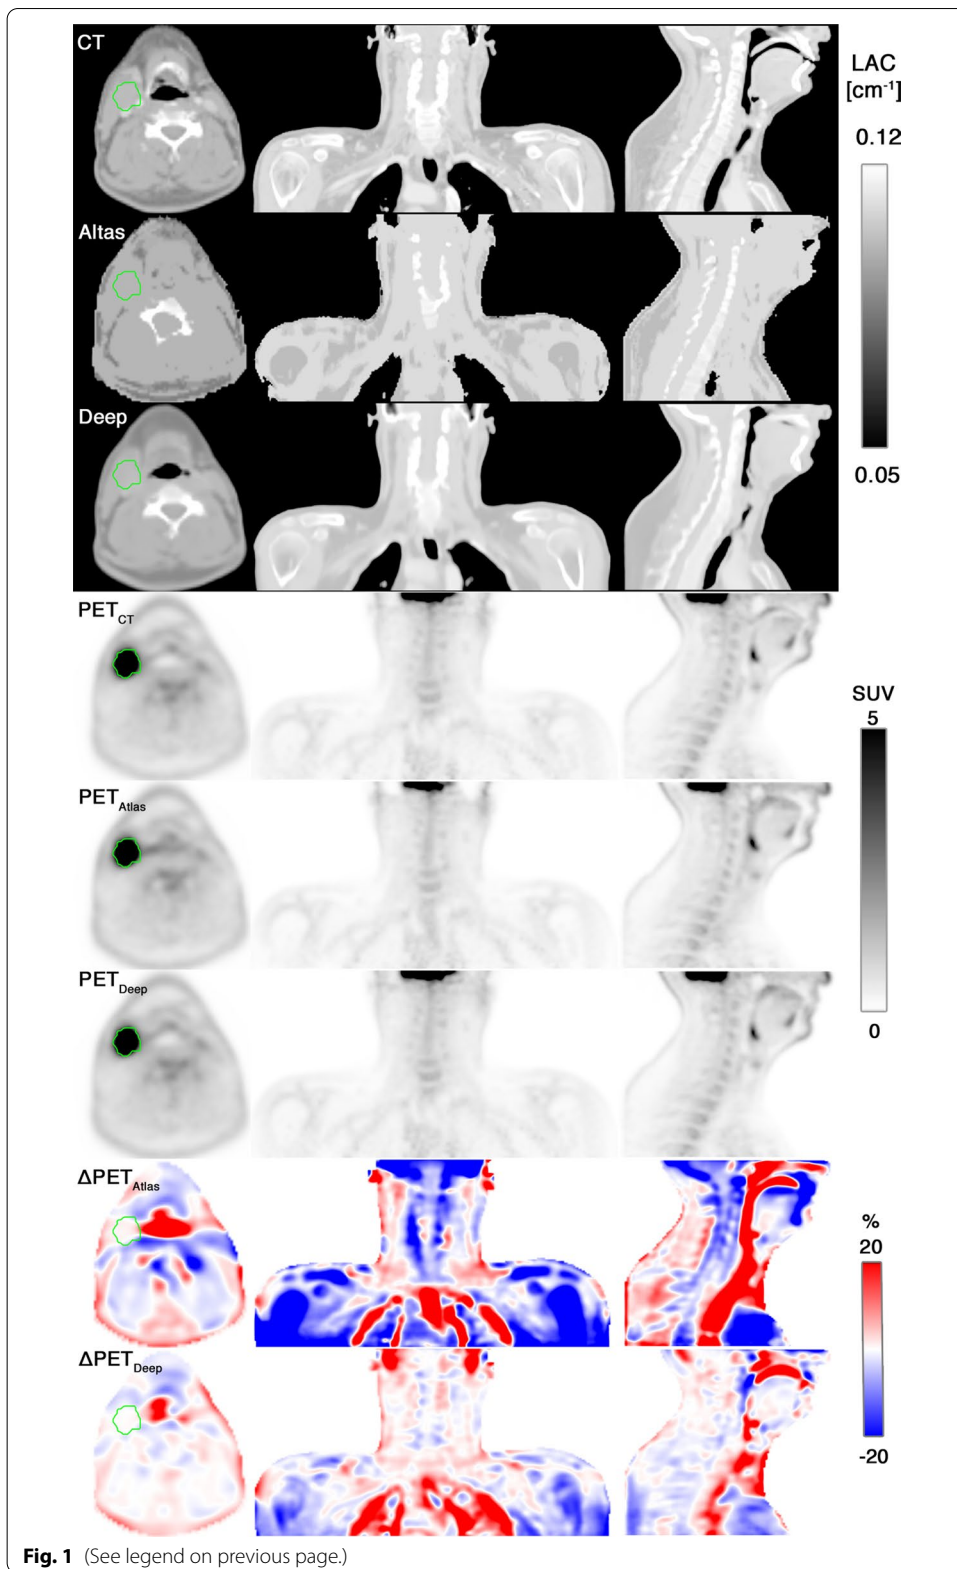 CT
LAC
[cm⁻¹]
0.12
Altas
Deep
0.05
PET_CT
SUV
5
PET_Atlas
PET_Deep
0
ΔPET_Atlas
%
20
ΔPET_Deep
-20
Fig. 1 (See legend on previous page.)